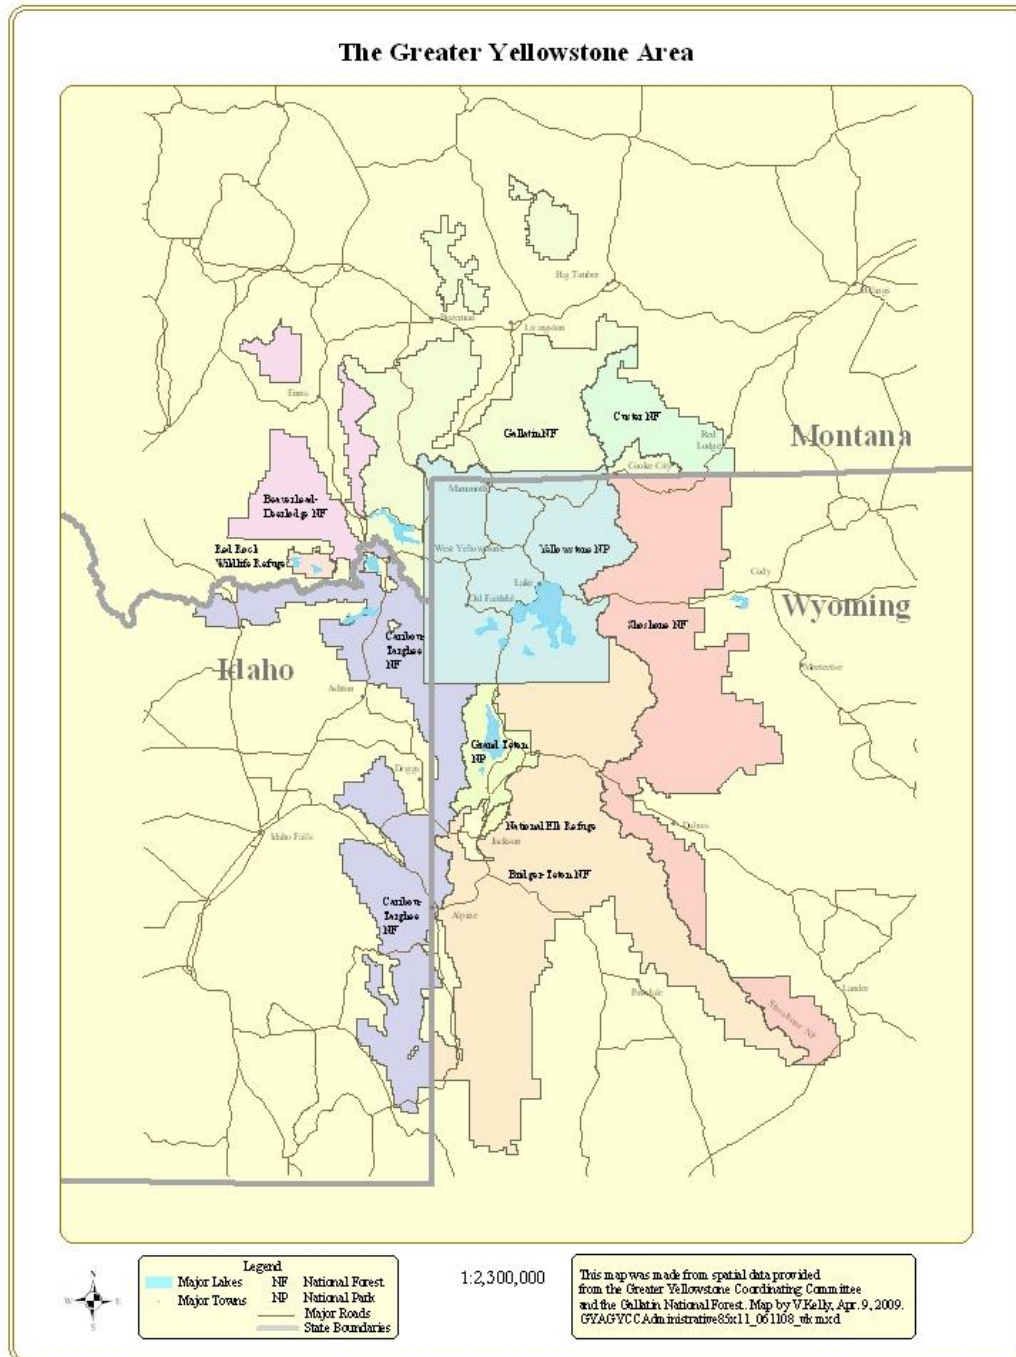 The Greater Yellowstone Area
Big Timber
Billings
Bozeman
Livingston
Ennis
Gallatin NF
Custer NF
Red
Lodge
Montana
Cooke City
Mammoth
Beaverhead-
Deerlodge NF
Red Rock
Wildlife Refuge
West Yellowstone
Yellowstone NP
Lake
Old Faithful
Cody
Wyoming
Shoshone NF
Caribou-
Targhee
NF
Idaho
Meeteetse
Ashton
Grand Teton
NP
Driggs
Idaho Falls
National Elk Refuge
Jackson
Dubois
Bridger-Teton NF
Caribou-
Targhee
NF
Alpine
Pinedale
Lander
Shoshone NF
Legend
Major Lakes NF National Forest
Major Towns NP National Park
Major Roads
State Boundaries
N
W E
S
1:2,300,000
This map was made from spatial data provided
from the Greater Yellowstone Coordinating Committee
and the Gallatin National Forest. Map by V.Kelly, Apr. 9, 2009.
GYAGYCCAdministrative85x11_061108_vk.mxd